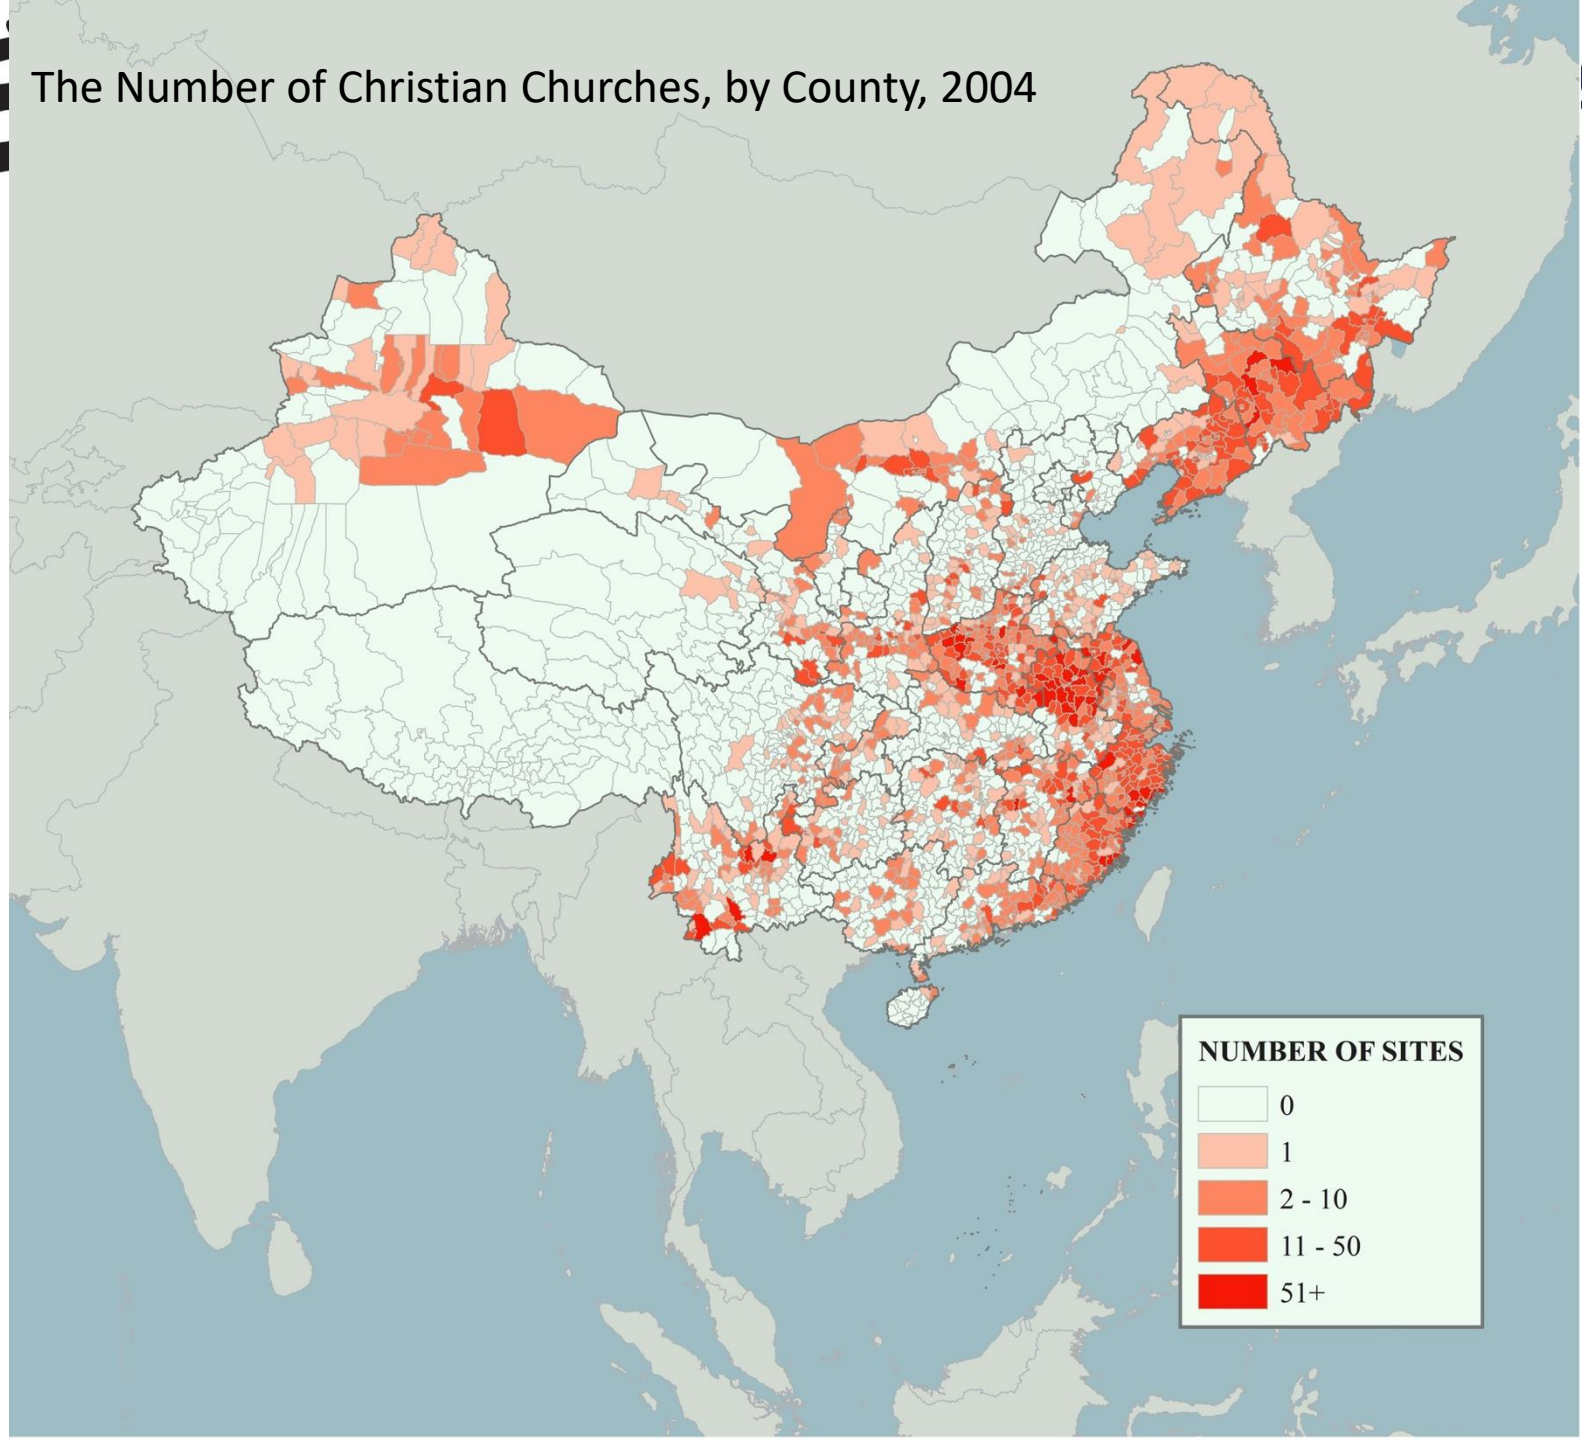 The Number of Christian Churches, by County, 2004
NUMBER OF SITES
0
1
2 - 10
11 - 50
51+